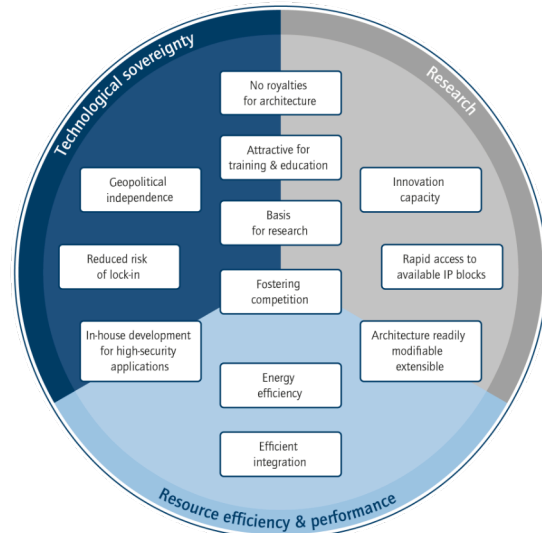 Technological sovereignty
Research
No royalties
for architecture
Attractive for
training & education
Geopolitical
independence
Innovation
capacity
Basis
for research
Reduced risk
of lock-in
Rapid access to
available IP blocks
Fostering
competition
In-house development
for high-security
applications
Architecture readily
modifiable
extensible
Energy
efficiency
Efficient
integration
Resource efficiency & performance